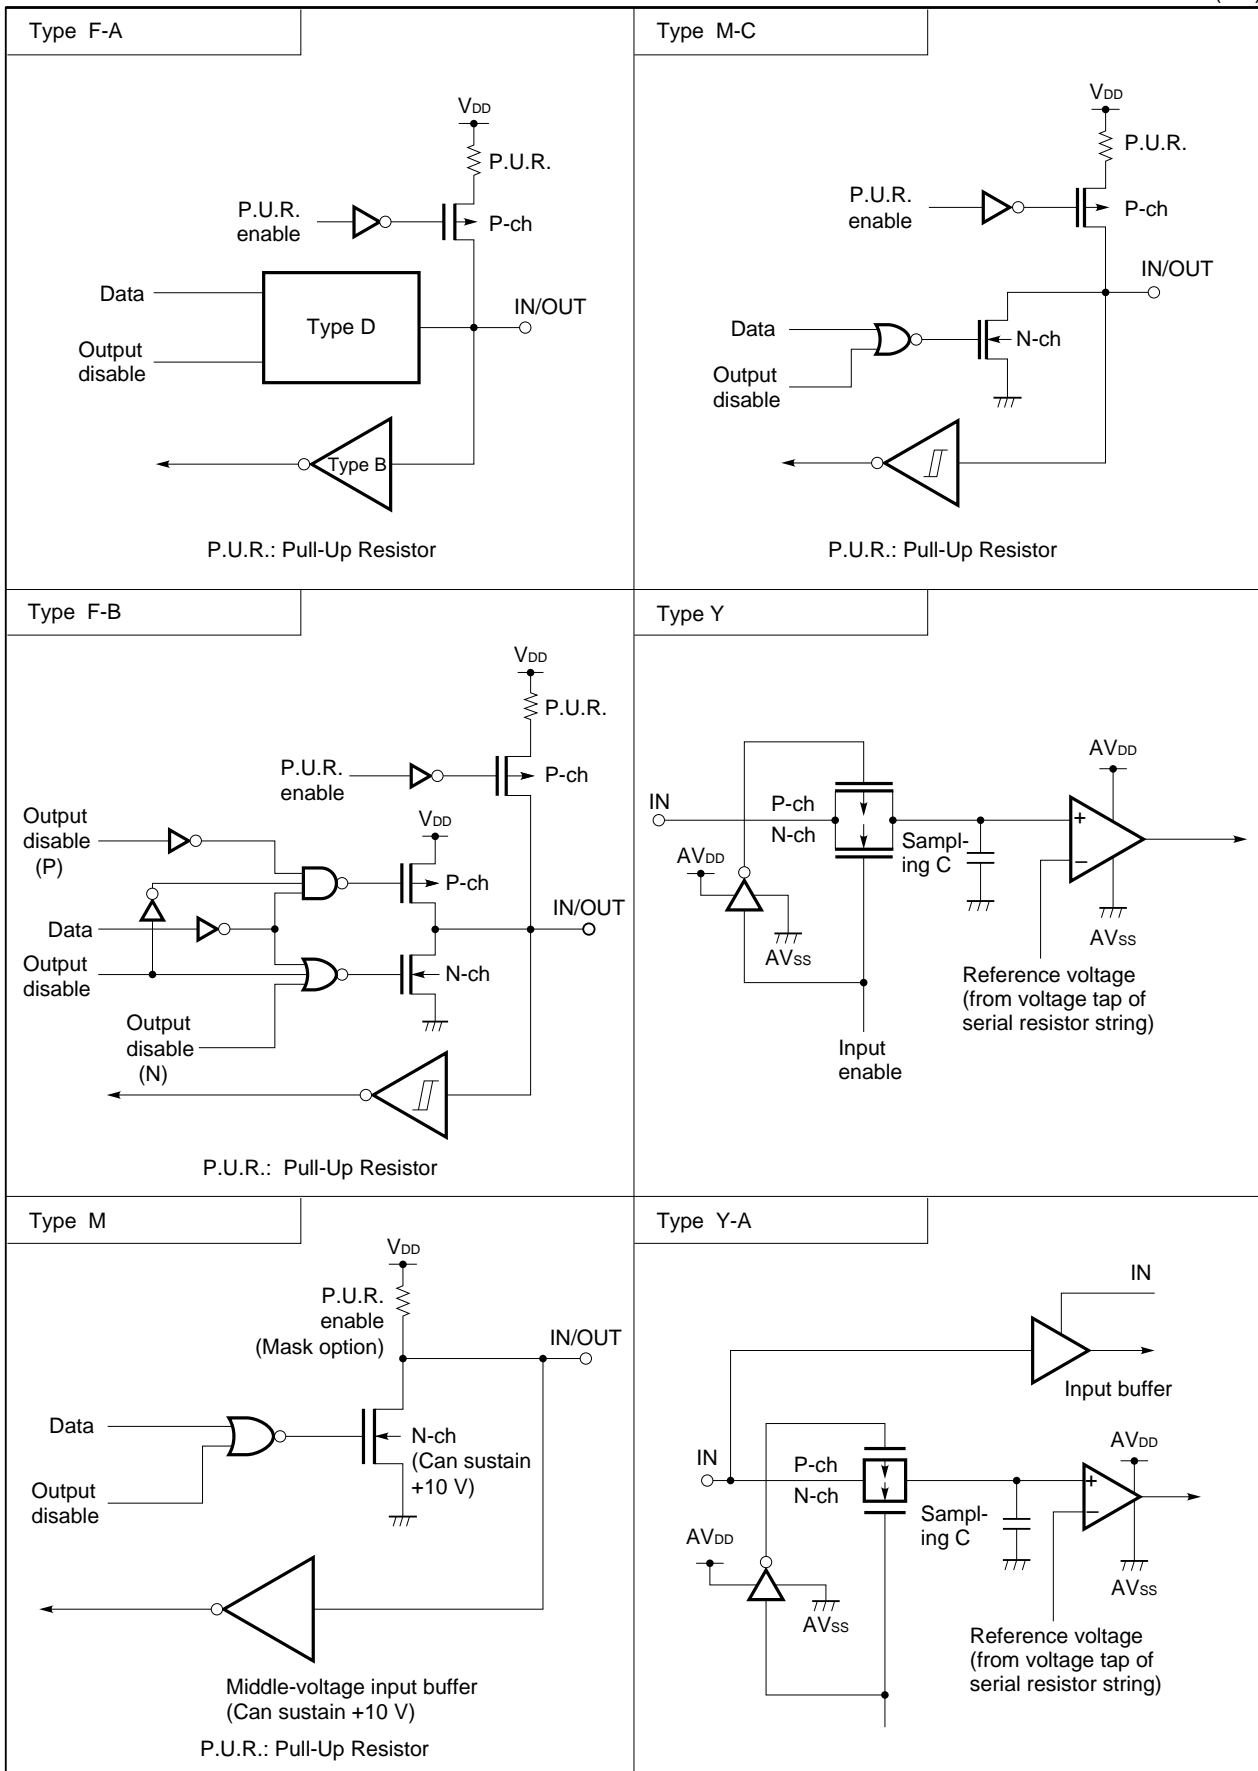 Type F-A
VDD
P.U.R.
P.U.R.
enable
P-ch
Data
Type D
IN/OUT
Output
disable
Type B
P.U.R.: Pull-Up Resistor
Type M-C
VDD
P.U.R.
P.U.R.
enable
P-ch
IN/OUT
Data
N-ch
Output
disable
P.U.R.: Pull-Up Resistor
Type F-B
VDD
P.U.R.
P.U.R.
enable
P-ch
Output
disable
(P)
VDD
P-ch
IN/OUT
Data
Output
disable
N-ch
Output
disable
(N)
P.U.R.: Pull-Up Resistor
Type Y
AVDD
IN
P-ch
N-ch
+
−
Sampl-
ing C
AVDD
AVSS
AVSS
Reference voltage
(from voltage tap of
serial resistor string)
Input
enable
Type M
VDD
P.U.R.
enable
(Mask option)
IN/OUT
Data
N-ch
(Can sustain
+10 V)
Output
disable
Middle-voltage input buffer
(Can sustain +10 V)
P.U.R.: Pull-Up Resistor
Type Y-A
IN
Input buffer
AVDD
IN
P-ch
N-ch
+
−
Sampl-
ing C
AVDD
AVSS
AVSS
Reference voltage
(from voltage tap of
serial resistor string)